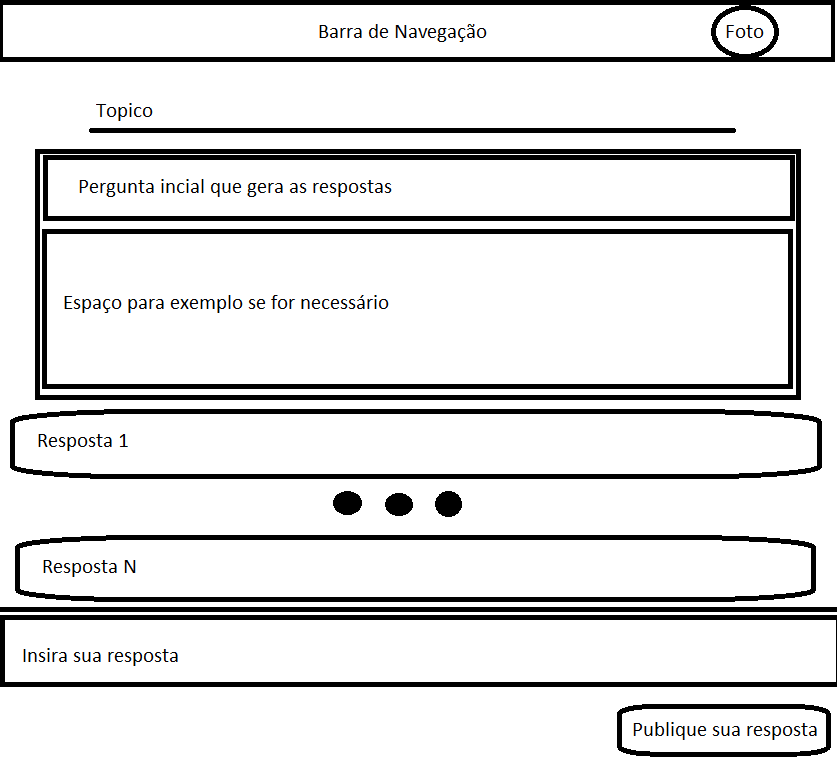 Barra de Navegação
Foto
Topico
Pergunta incial que gera as respostas
Espaço para exemplo se for necessário
Resposta 1
Resposta N
Insira sua resposta
Publique sua resposta